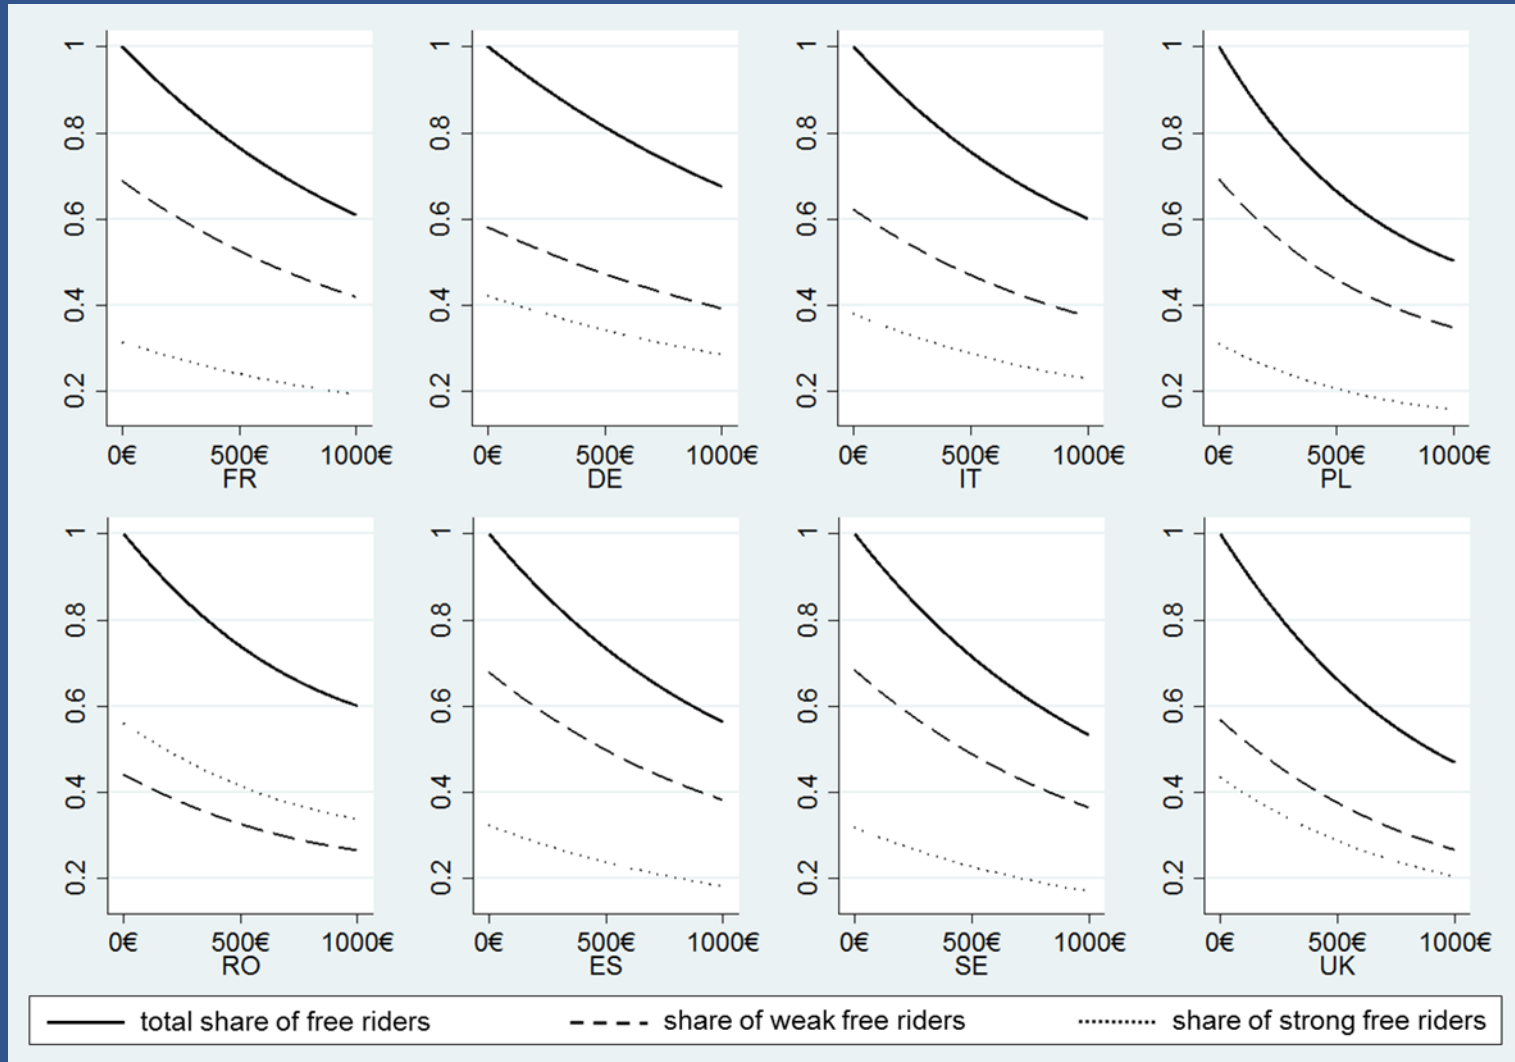 1 1 1 1
0.8 0.8 0.8 0.8
0.6 0.6 0.6 0.6
0.4 0.4 0.4 0.4
0.2 0.2 0.2 0.2
0€ 500€ 1000€ 0€ 500€ 1000€ 0€ 500€ 1000€ 0€ 500€ 1000€
FR DE IT PL
1 1 1 1
0.8 0.8 0.8 0.8
0.6 0.6 0.6 0.6
0.4 0.4 0.4 0.4
0.2 0.2 0.2 0.2
0€ 500€ 1000€ 0€ 500€ 1000€ 0€ 500€ 1000€ 0€ 500€ 1000€
RO ES SE UK
total share of free riders share of weak free riders share of strong free riders